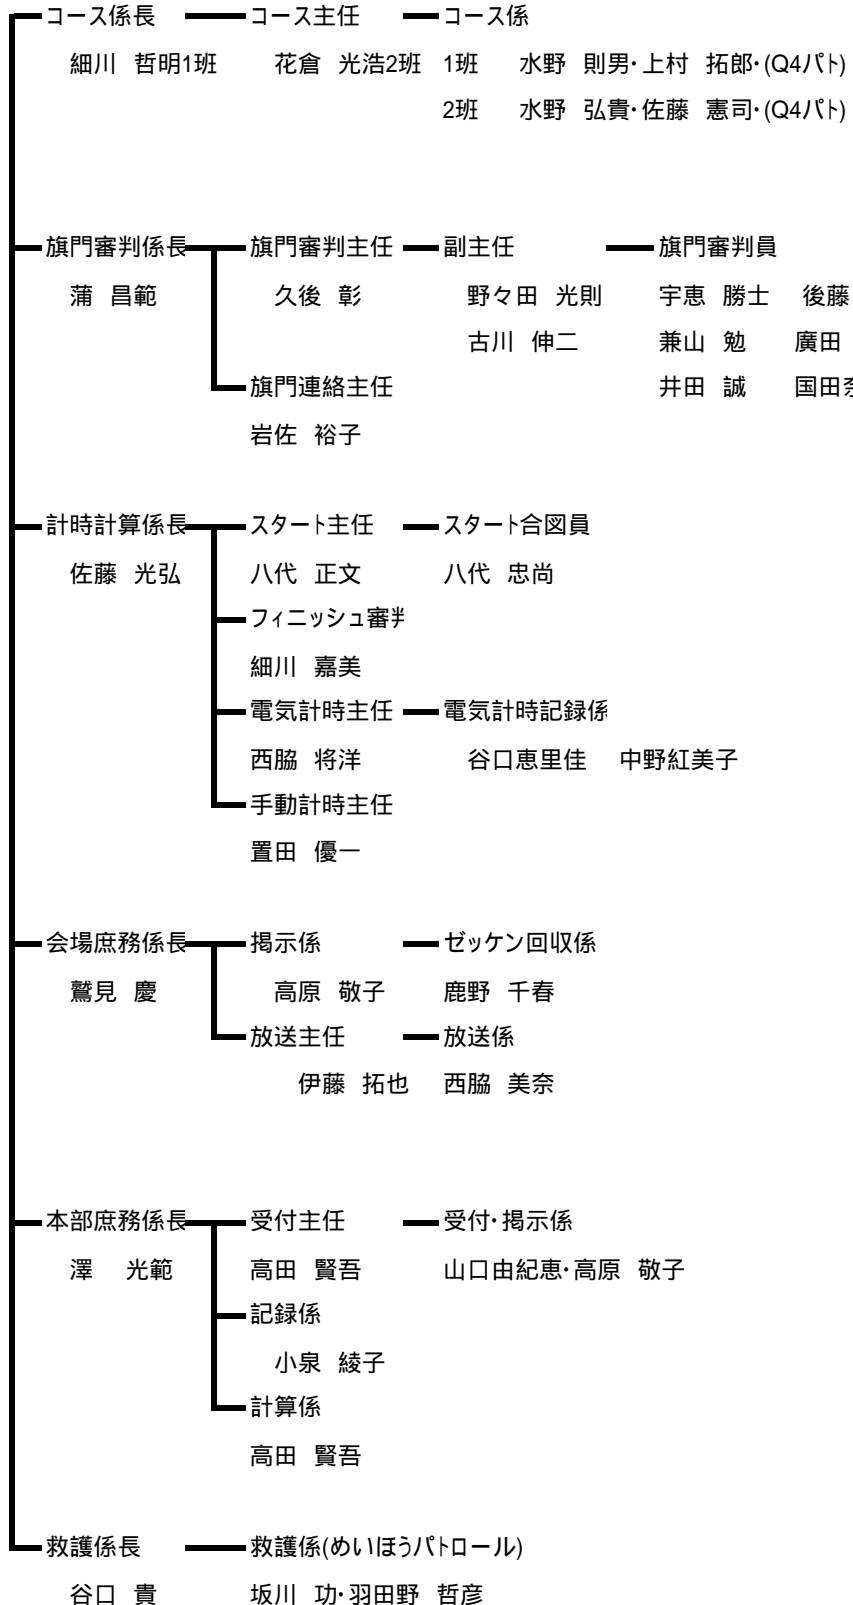 コース係長 コース主任 コース係
細川 哲明1班 花倉 光浩2班 1班 水野 則男・上村 拓郎・(Q4パト)
2班 水野 弘貴・佐藤 憲司・(Q4パト)
旗門審判係長 旗門審判主任 副主任 旗門審判員
蒲 昌範 久後 彰 野々田 光則 宇恵 勝士 後藤
古川 伸二 兼山 勉 廣田
旗門連絡主任 井田 誠 国田奈
岩佐 裕子
計時計算係長 スタート主任 スタート合図員
佐藤 光弘 八代 正文 八代 忠尚
フィニッシュ審判
細川 嘉美
電気計時主任 電気計時記録係
西脇 将洋 谷口恵里佳 中野紅美子
手動計時主任
置田 優一
会場庶務係長 掲示係 ゼッケン回収係
鷲見 慶 高原 敬子 鹿野 千春
放送主任 放送係
伊藤 拓也 西脇 美奈
本部庶務係長 受付主任 受付・掲示係
澤 光範 高田 賢吾 山口由紀恵・高原 敬子
記録係
小泉 綾子
計算係
高田 賢吾
救護係長 救護係(めいほうパトロール)
谷口 貴 坂川 功・羽田野 哲彦